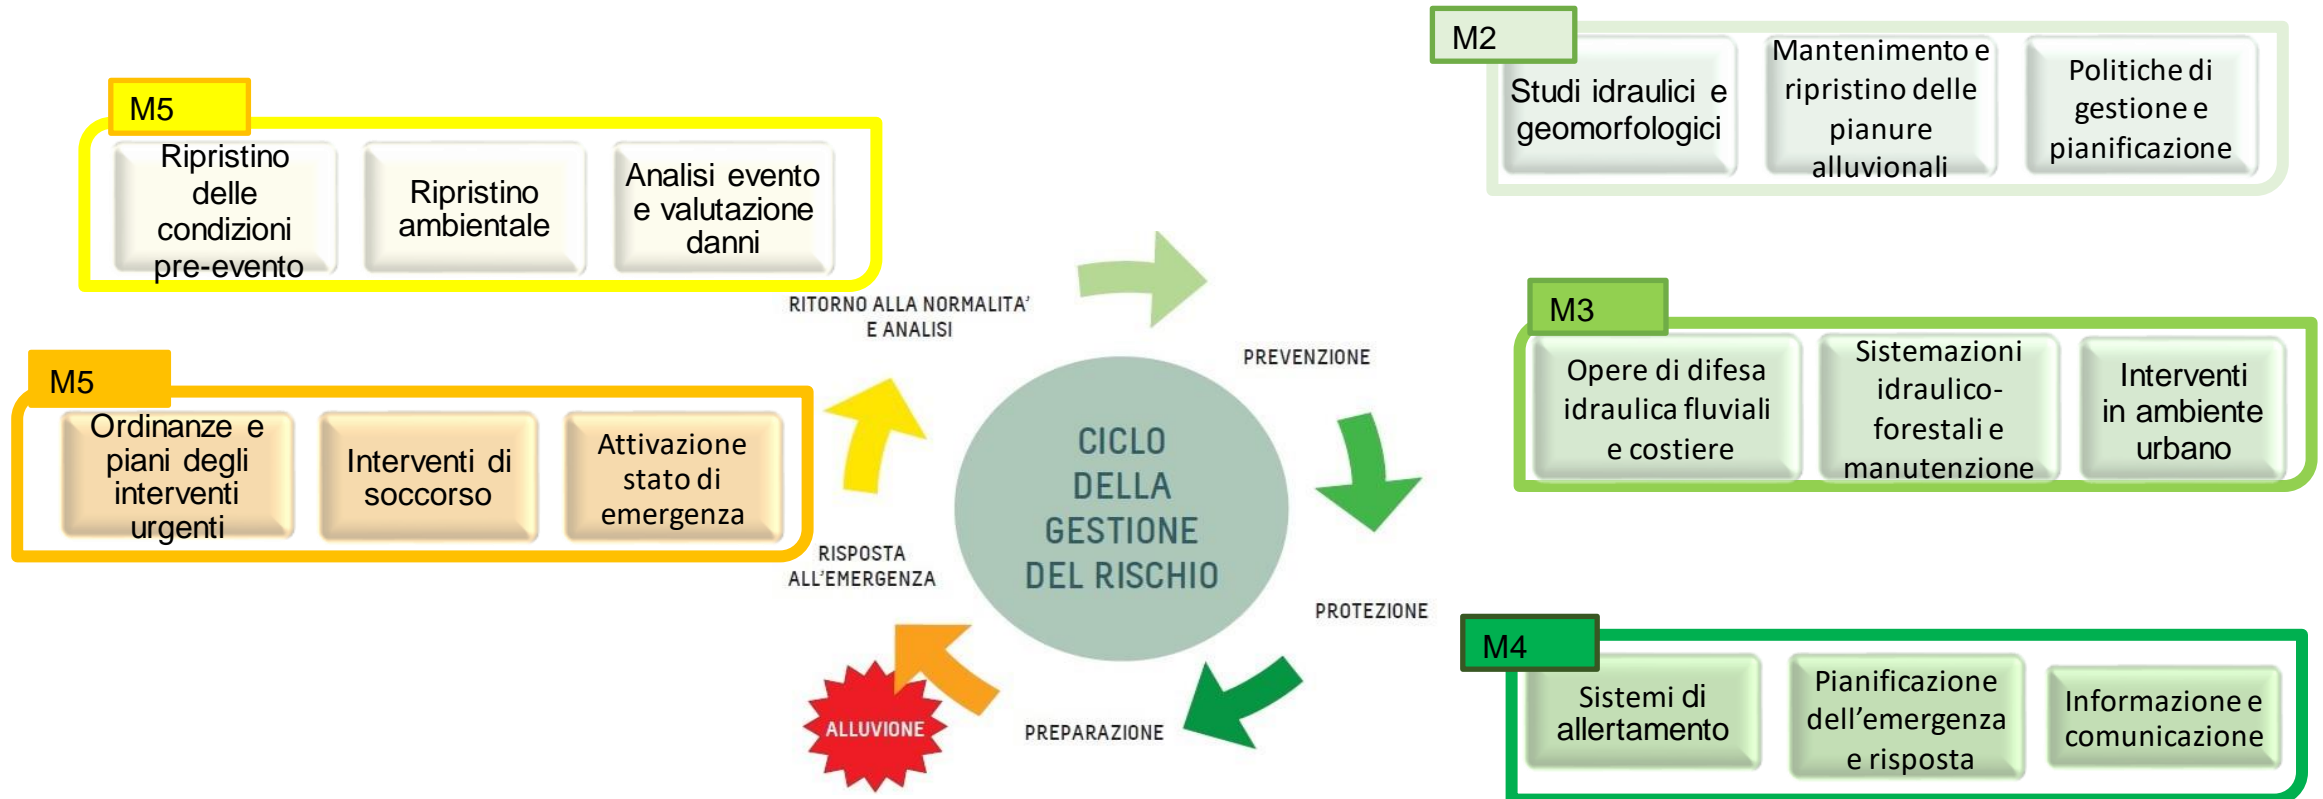 M5
Ripristino
delle
condizioni
pre-evento
Ripristino
ambientale
Analisi evento
e valutazione
danni
M5
Ordinanze e
piani degli
interventi
urgenti
Interventi di
soccorso
Attivazione
stato di
emergenza
RITORNO ALLA NORMALITA'
E ANALISI
PREVENZIONE
CICLO
DELLA
GESTIONE
DEL RISCHIO
RISPOSTA
ALL'EMERGENZA
PROTEZIONE
ALLUVIONE
PREPARAZIONE
M2
Studi idraulici e
geomorfologici
Mantenimento e
ripristino delle
pianure
alluvionali
Politiche di
gestione e
pianificazione
M3
Opere di difesa
idraulica fluviali
e costiere
Sistemazioni
idraulico-
forestali e
manutenzione
Interventi
in ambiente
urbano
M4
Sistemi di
allertamento
Pianificazione
dell’emergenza
e risposta
Informazione e
comunicazione